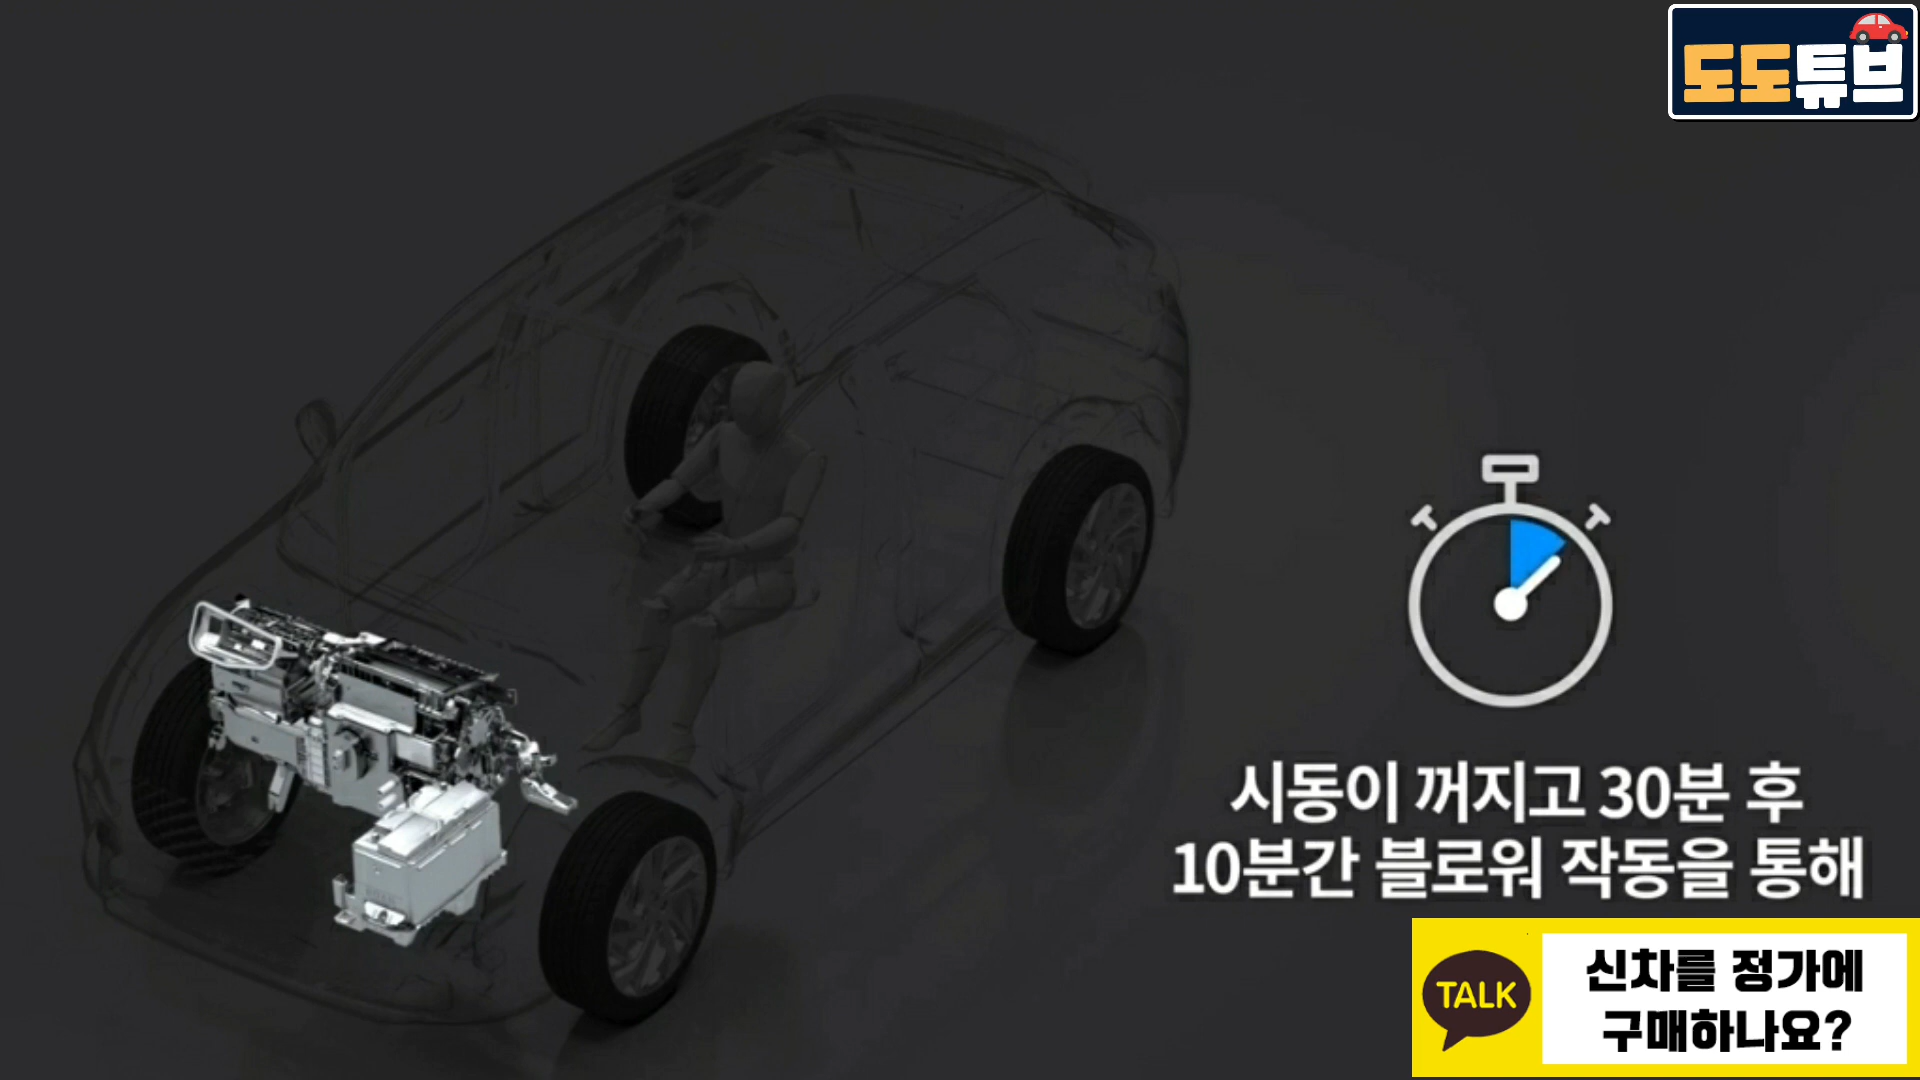 도도튜브
시동이 꺼지고 30분 후
10분간 블로워 작동을 통해
TALK
신차를 정가에
구매하나요?